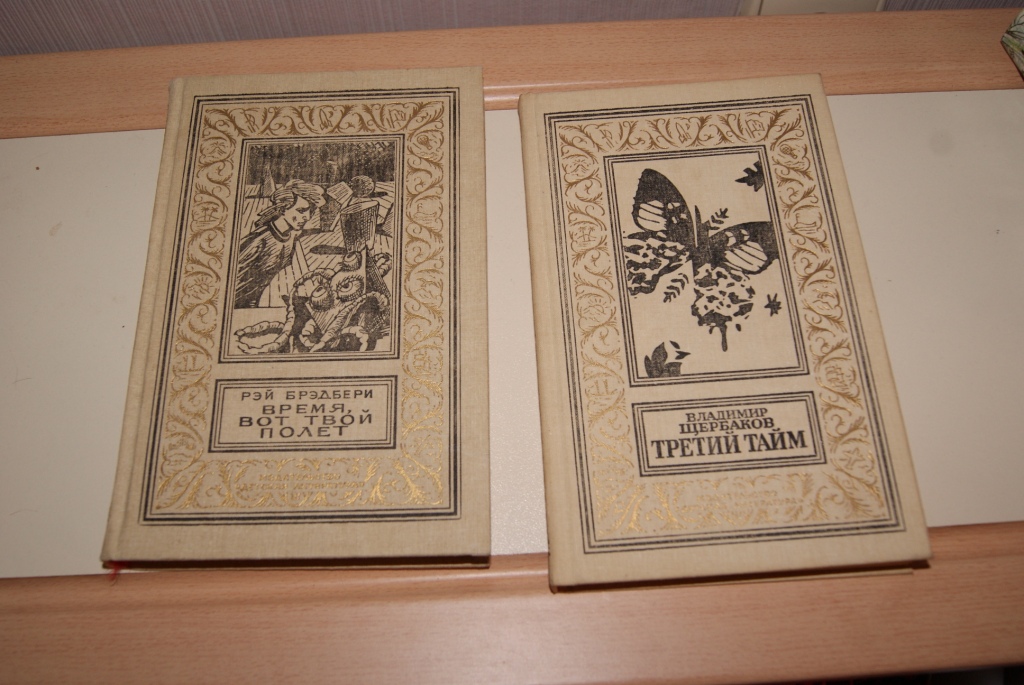 РЭЙ БРЭДБЕРИ
ВРЕМЯ,
ВОТ ТВОЙ
ПОЛЕТ
ВЛАДИМИР
ЩЕРБАКОВ
ТРЕТИЙ ТАЙМ